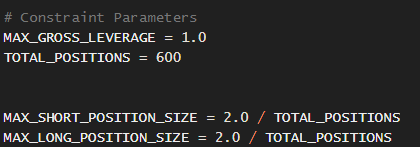 # Constraint Parameters
MAX_GROSS_LEVERAGE = 1.0
TOTAL_POSITIONS = 600
MAX_SHORT_POSITION_SIZE = 2.0 / TOTAL_POSITIONS
MAX_LONG_POSITION_SIZE = 2.0 / TOTAL_POSITIONS